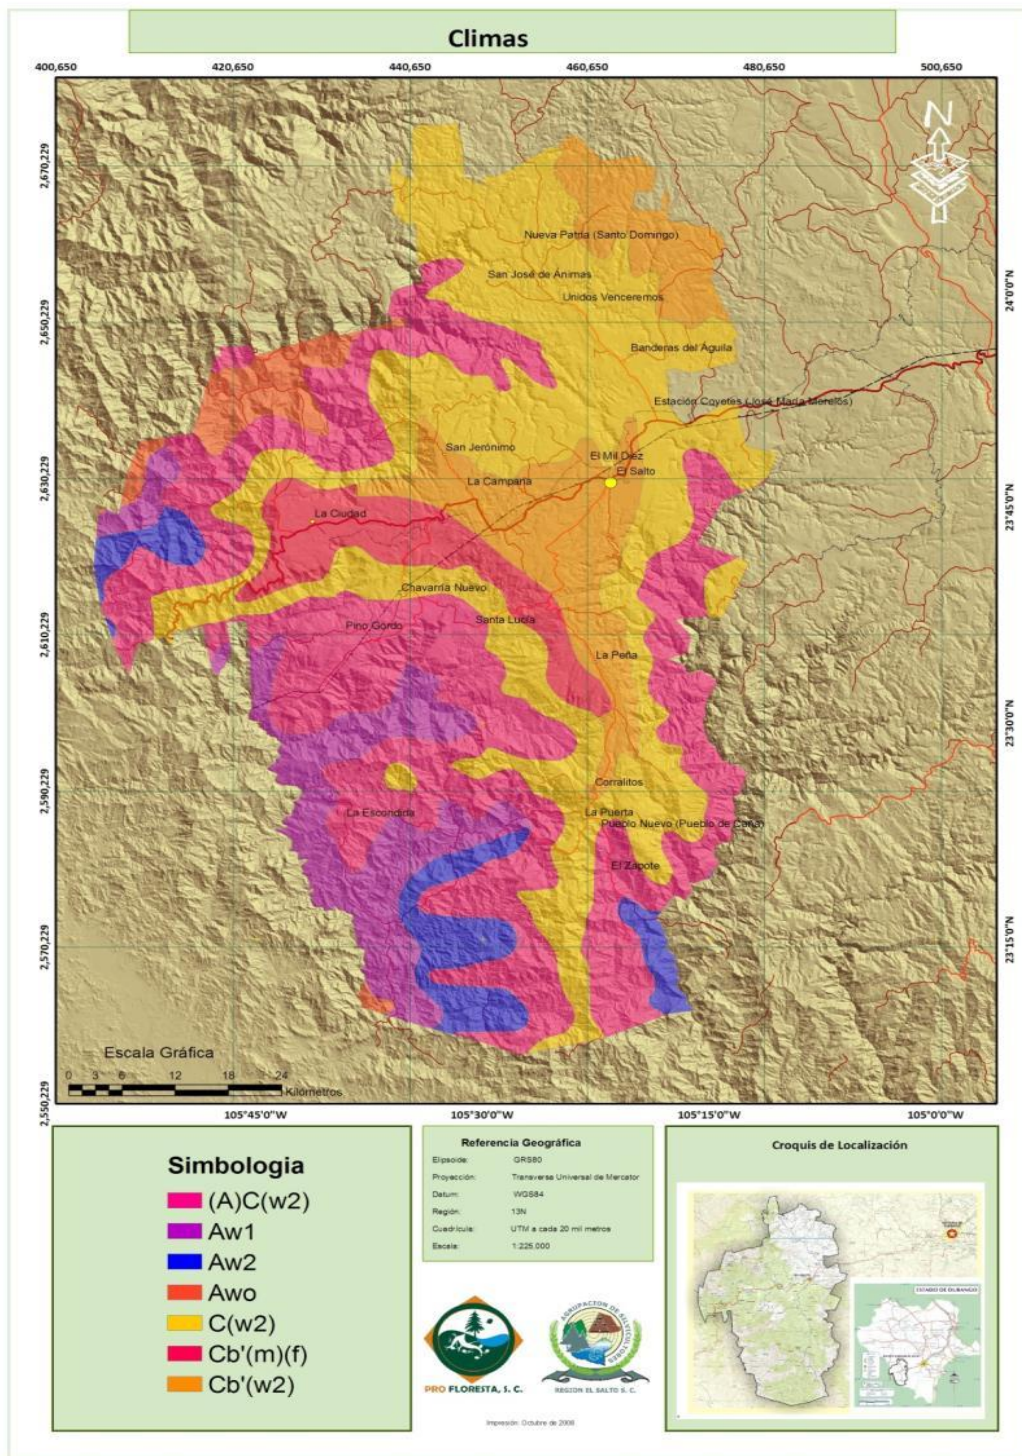 Climas
400,650 420,650 440,650 460,650 480,650 500,650
N
2,670,229
2,650,229
2,630,229
2,610,229
2,590,229
2,570,229
2,550,229
24°0'0"N
23°45'0"N
23°30'0"N
23°15'0"N
Nueva Patria (Santo Domingo)
San José de Ánimas
Unidos Venceremos
Banderas del Águila
Estación Coyotes (José María Morelos)
San Jerónimo
El Mil Diez
El Salto
La Campana
La Ciudad
Chavarría Nuevo
Santa Lucía
Pino Gordo
La Peña
Corralitos
La Escondida
La Puerta
Pueblo Nuevo (Pueblo de Caña)
El Zapote
Escala Gráfica
0 3 6 12 18 24
Kilómetros
105°45'0"W 105°30'0"W 105°15'0"W 105°0'0"W
Simbologia
(A)C(w2)
Aw1
Aw2
Awo
C(w2)
Cb'(m)(f)
Cb'(w2)
Referencia Geográfica
Elipsoide: GRS80
Proyección: Transversa Universal de Mercator
Datum: WGS84
Región: 13N
Cuadrícula: UTM a cada 20 mil metros
Escala: 1:225,000
PRO FLORESTA, S. C.
AGRUPACION DE SILVICULTORES
REGION EL SALTO S. C.
Impresión: Octubre de 2008
Croquis de Localización
ESTADO DE DURANGO